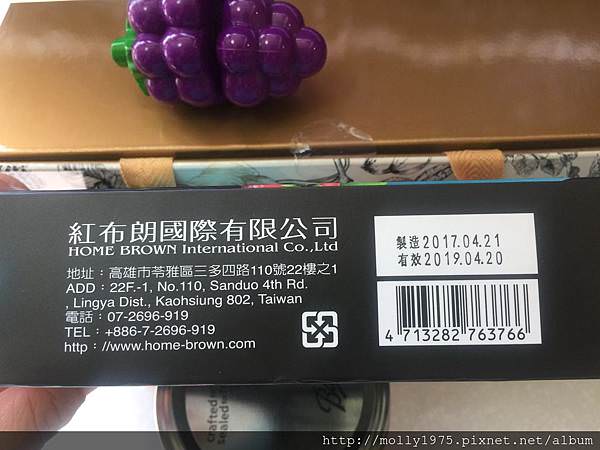 紅布朗國際有限公司
HOME BROWN International Co.,Ltd
地址：高雄市苓雅區三多四路110號22樓之1
ADD：22F.-1, No.110, Sanduo 4th Rd.
, Lingya Dist., Kaohsiung 802, Taiwan
電話：07-2696-919
TEL：+886-7-2696-919
http：//www.home-brown.com
製造2017.04.21
有效2019.04.20
4 713282 763766
crafted
sealed
http://molly1975.pixnet.net/album